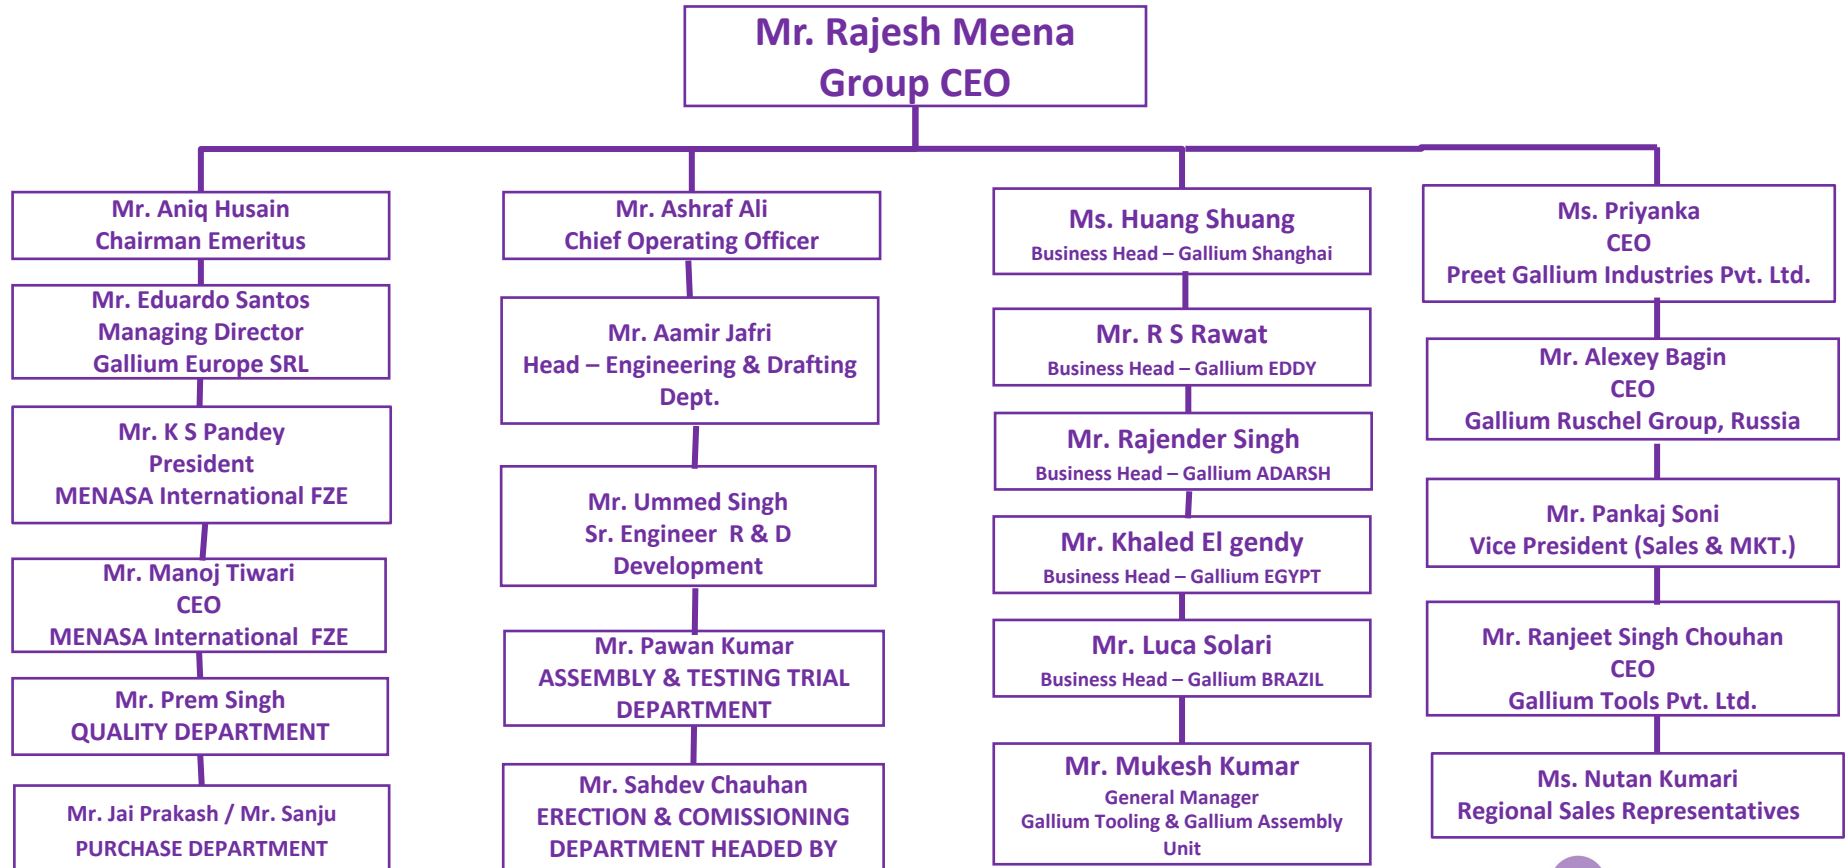 Mr. Rajesh Meena
Group CEO
Mr. Aniq Husain
Chairman Emeritus
Mr. Eduardo Santos
Managing Director
Gallium Europe SRL
Mr. K S Pandey
President
MENASA International FZE
Mr. Manoj Tiwari
CEO
MENASA International  FZE
Mr. Prem Singh
QUALITY DEPARTMENT
Mr. Jai Prakash / Mr. Sanju
PURCHASE DEPARTMENT
Mr. Ashraf Ali
Chief Operating Officer
Mr. Aamir Jafri
Head – Engineering & Drafting
Dept.
Mr. Ummed Singh
Sr. Engineer  R & D
Development
Mr. Pawan Kumar
ASSEMBLY & TESTING TRIAL
DEPARTMENT
Mr. Sahdev Chauhan
ERECTION & COMISSIONING
DEPARTMENT HEADED BY
Ms. Huang Shuang
Business Head – Gallium Shanghai
Mr. R S Rawat
Business Head – Gallium EDDY
Mr. Rajender Singh
Business Head – Gallium ADARSH
Mr. Khaled El gendy
Business Head – Gallium EGYPT
Mr. Luca Solari
Business Head – Gallium BRAZIL
Mr. Mukesh Kumar
General Manager
Gallium Tooling & Gallium Assembly
Unit
Ms. Priyanka
CEO
Preet Gallium Industries Pvt. Ltd.
Mr. Alexey Bagin
CEO
Gallium Ruschel Group, Russia
Mr. Pankaj Soni
Vice President (Sales & MKT.)
Mr. Ranjeet Singh Chouhan
CEO
Gallium Tools Pvt. Ltd.
Ms. Nutan Kumari
Regional Sales Representatives